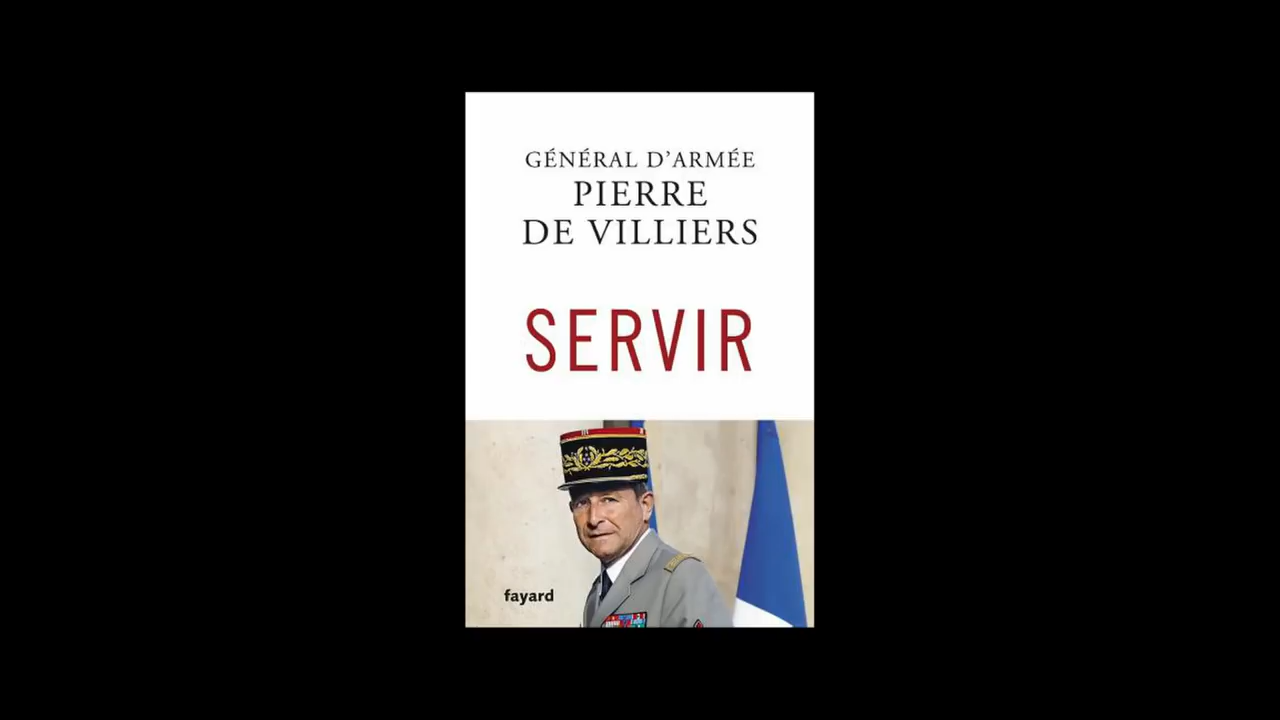 GÉNÉRAL D'ARMÉE
PIERRE
DE VILLIERS
SERVIR
fayard